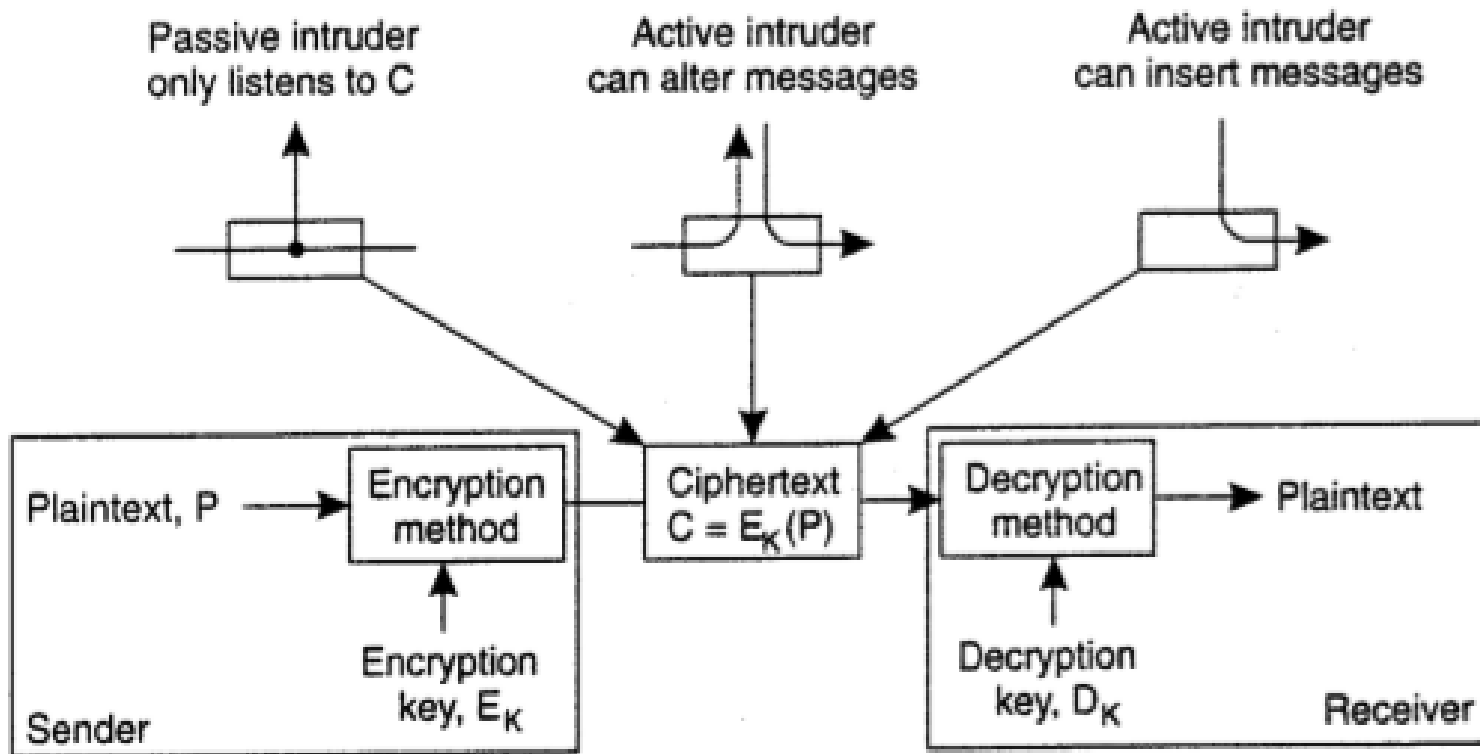 Passive intruder
only listens to C
Active intruder
can alter messages
Active intruder
can insert messages
Plaintext, P
Encryption
method
Ciphertext
C = E_K(P)
Decryption
method
Plaintext
Encryption
key, E_K
Decryption
key, D_K
Sender
Receiver